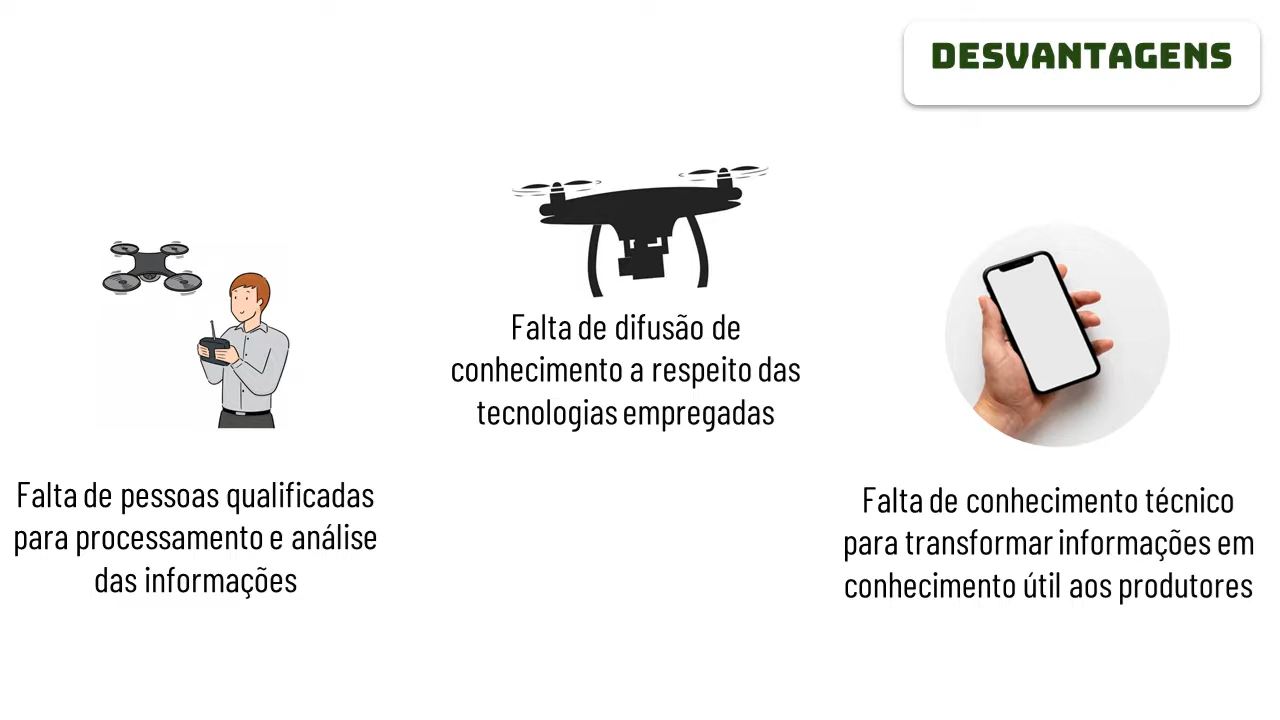 DESVANTAGENS
Falta de pessoas qualificadas
para processamento e análise
das informações
Falta de difusão de
conhecimento a respeito das
tecnologias empregadas
Falta de conhecimento técnico
para transformar informações em
conhecimento útil aos produtores